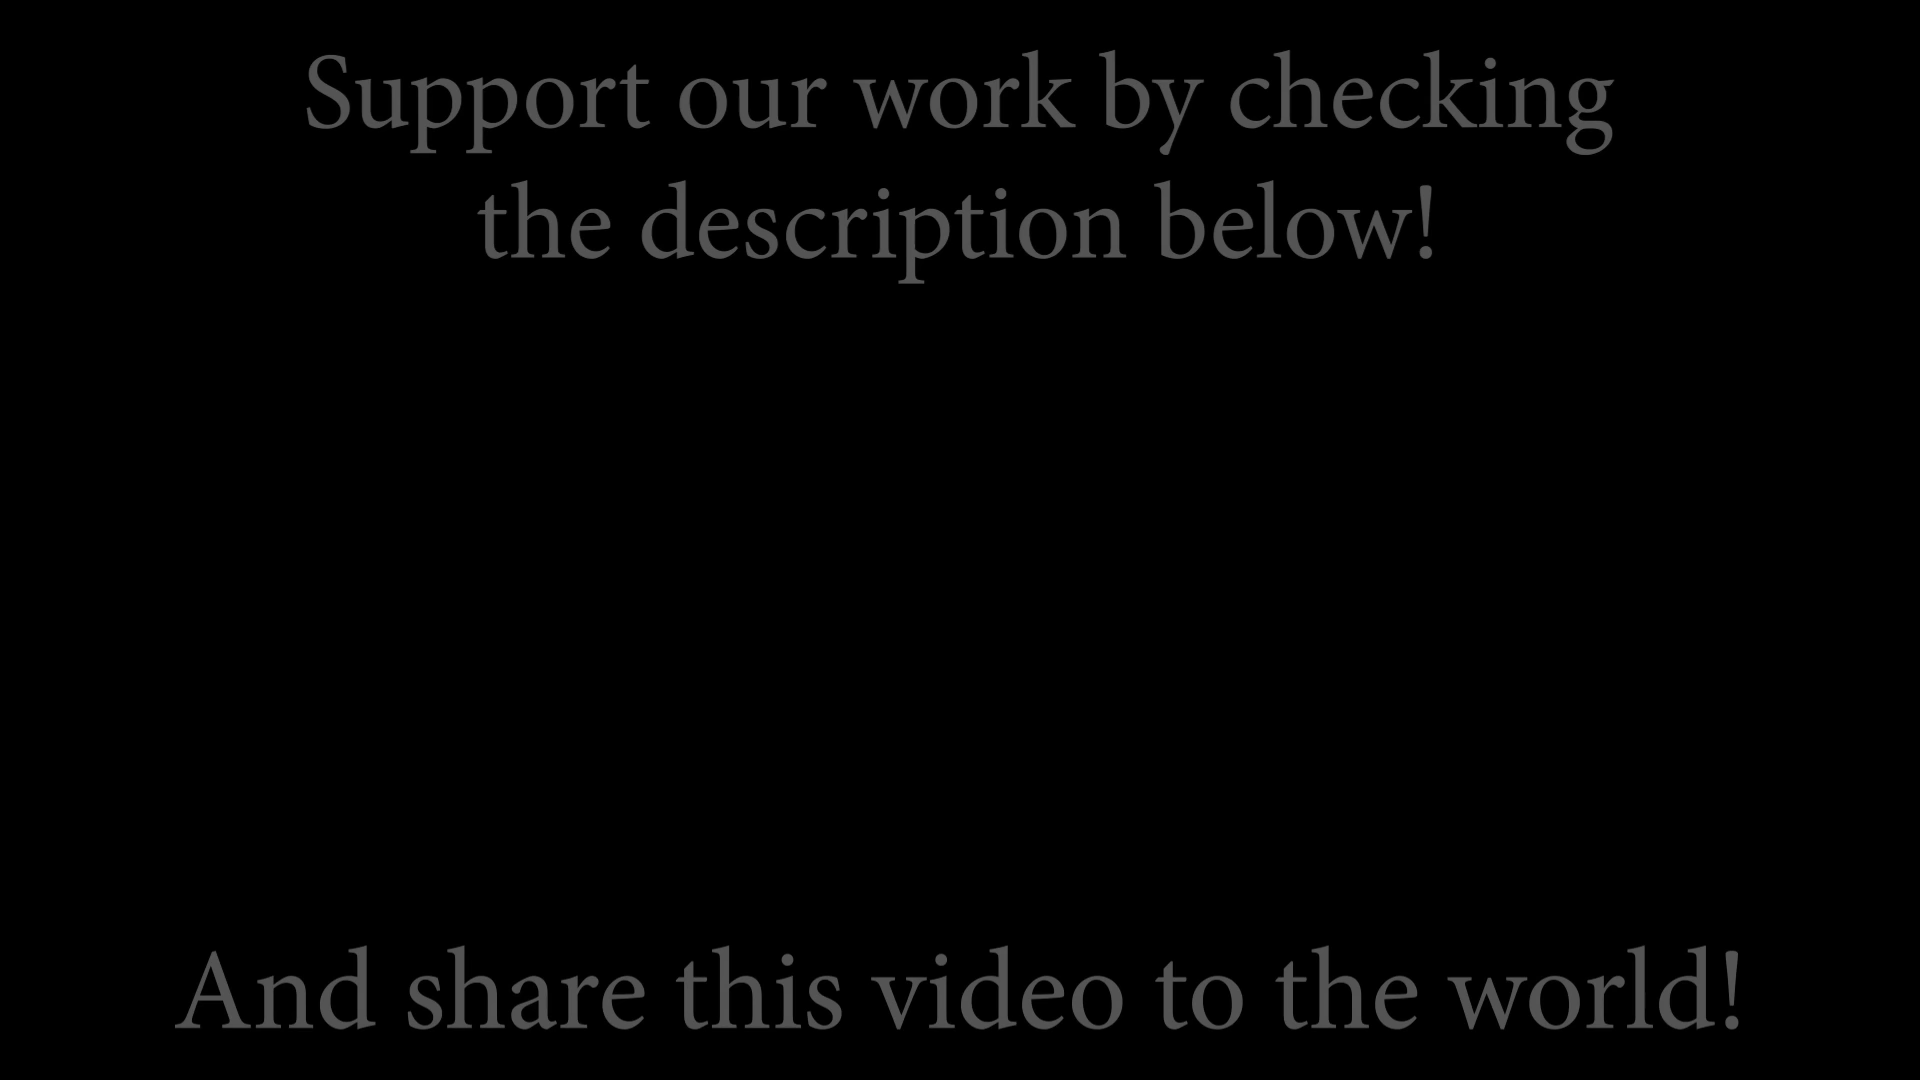 Support our work by checking
the description below!
And share this video to the world!